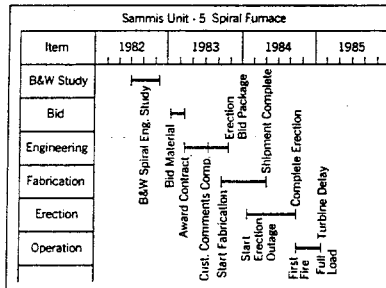 Sammis Unit - 5 Spiral Furnace
Item 1982 1983 1984 1985
B&W Study
Bid
Engineering
Fabrication
Erection
Operation
B&W Spiral Eng. Study
Bid Material
Award Contract
Cust. Comments Comp.
Start Fabrication
Erection
Bid Package
Shipment Complete
Start
Erection
Outage
Complete Erection
First
Fire
Full
Load
Turbine Delay